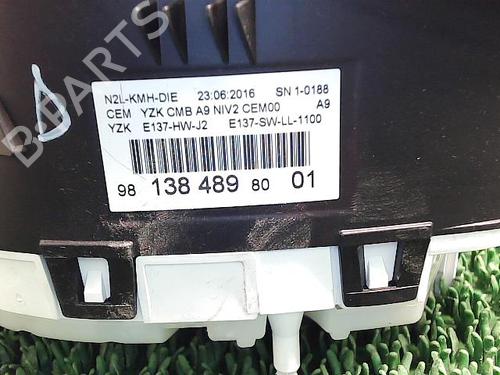 B-PARTS
N2L-KMH-DIE 23:06:2016 SN 1-0188
CEM YZK CMB A9 NIV2 CEM00 A9
YZK E137-HW-J2 E137-SW-LL-1100
98 138 489 80 01